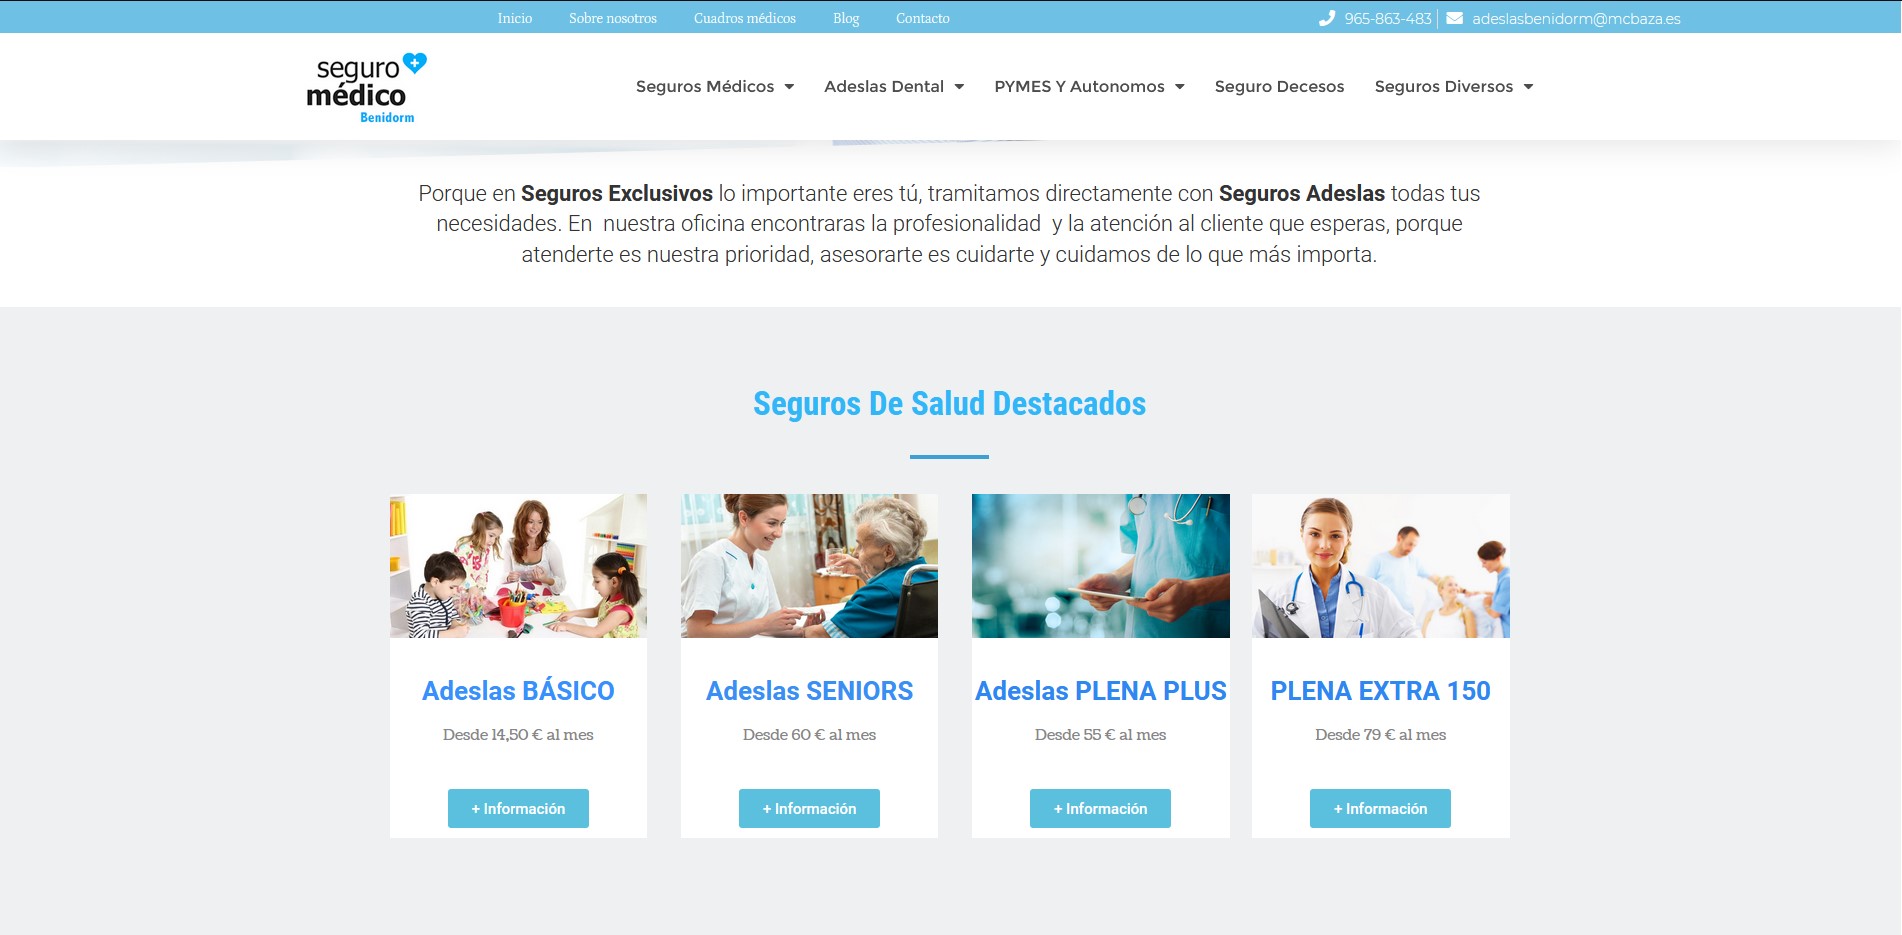 Inicio Sobre nosotros Cuadros médicos Blog Contacto 965-863-483 adeslasbenidorm@mcbaza.es
seguro
médico
Benidorm
Seguros Médicos Adeslas Dental PYMES Y Autonomos Seguro Decesos Seguros Diversos
Porque en Seguros Exclusivos lo importante eres tú, tramitamos directamente con Seguros Adeslas todas tus
necesidades. En nuestra oficina encontraras la profesionalidad y la atención al cliente que esperas, porque
atenderte es nuestra prioridad, asesorarte es cuidarte y cuidamos de lo que más importa.
Seguros De Salud Destacados
Adeslas BÁSICO
Desde 14,50 € al mes
+ Información
Adeslas SENIORS
Desde 60 € al mes
+ Información
Adeslas PLENA PLUS
Desde 55 € al mes
+ Información
PLENA EXTRA 150
Desde 79 € al mes
+ Información